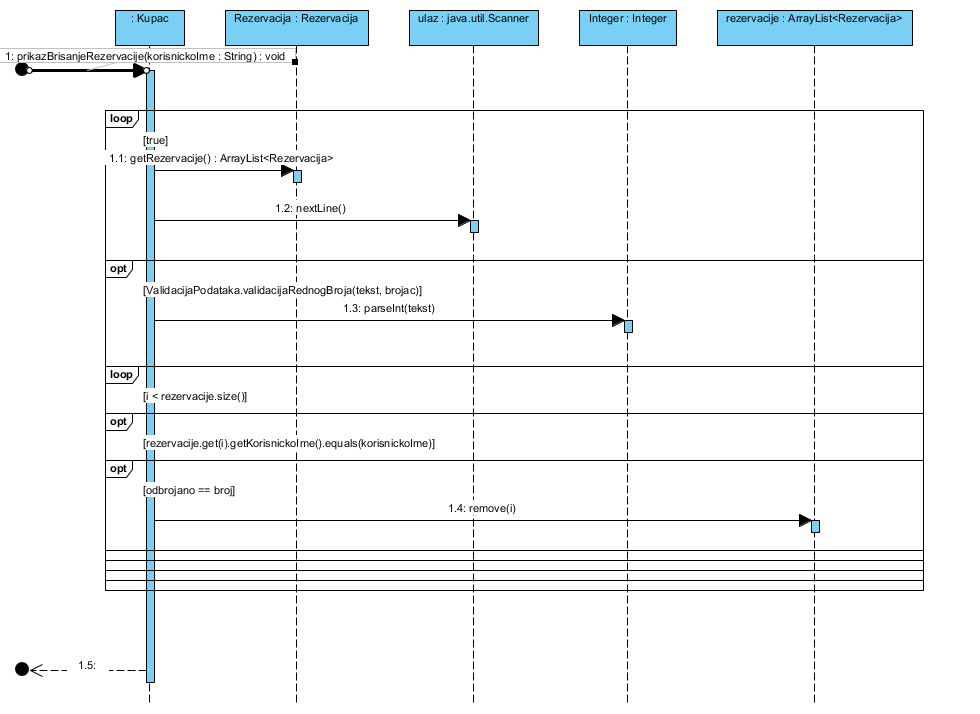 : Kupac
Rezervacija : Rezervacija
ulaz : java.util.Scanner
Integer : Integer
rezervacije : ArrayList<Rezervacija>
1: prikazBrisanjeRezervacije(korisnickoIme : String) : void
loop
[true]
1.1: getRezervacije() : ArrayList<Rezervacija>
1.2: nextLine()
opt
[ValidacijaPodataka.validacijaRednogBroja(tekst, brojac)]
1.3: parseInt(tekst)
loop
[i < rezervacije.size()]
opt
[rezervacije.get(i).getKorisnickoIme().equals(korisnickoIme)]
opt
[odbrojano == broj]
1.4: remove(i)
1.5: